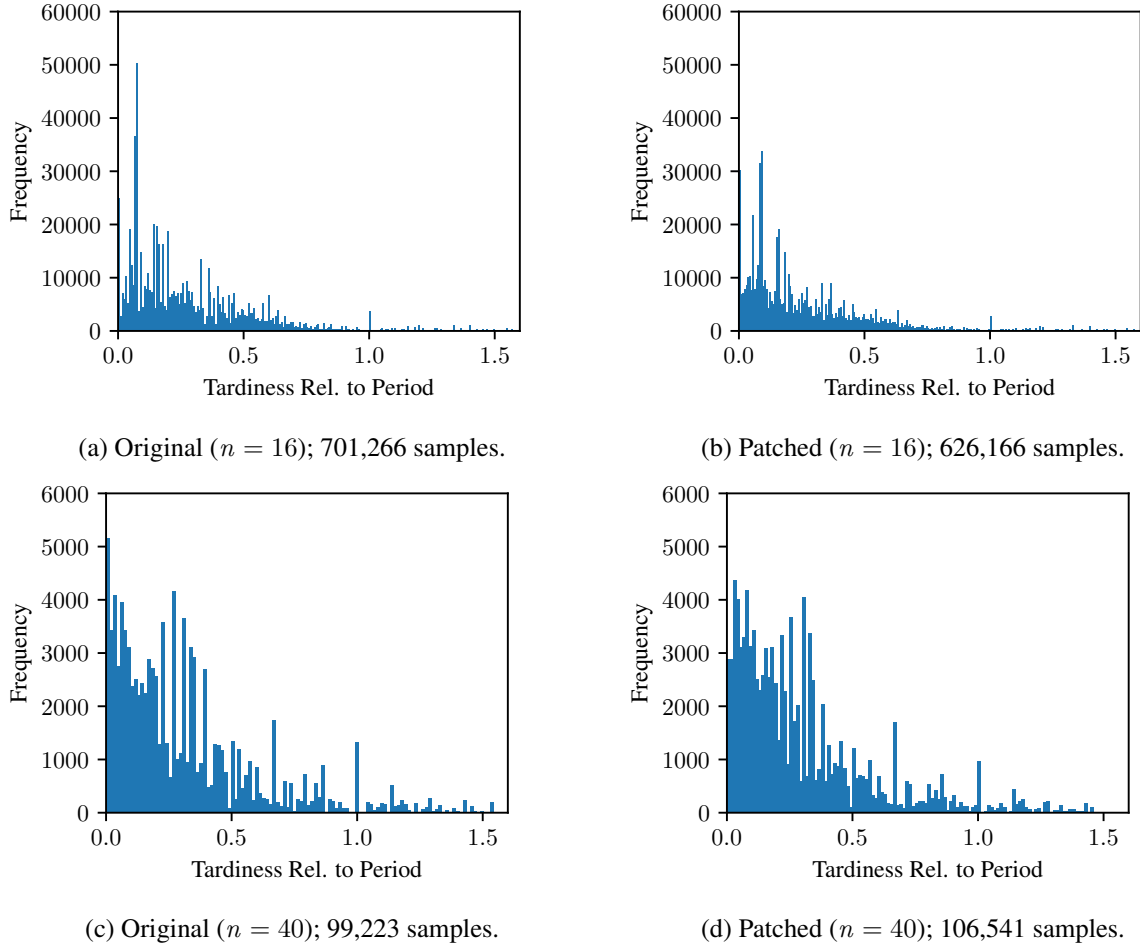 60000
50000
40000
30000
20000
10000
0
Frequency
0.0 0.5 1.0 1.5
Tardiness Rel. to Period
(a) Original (n = 16); 701,266 samples.
60000
50000
40000
30000
20000
10000
0
Frequency
0.0 0.5 1.0 1.5
Tardiness Rel. to Period
(b) Patched (n = 16); 626,166 samples.
6000
5000
4000
3000
2000
1000
0
Frequency
0.0 0.5 1.0 1.5
Tardiness Rel. to Period
(c) Original (n = 40); 99,223 samples.
6000
5000
4000
3000
2000
1000
0
Frequency
0.0 0.5 1.0 1.5
Tardiness Rel. to Period
(d) Patched (n = 40); 106,541 samples.